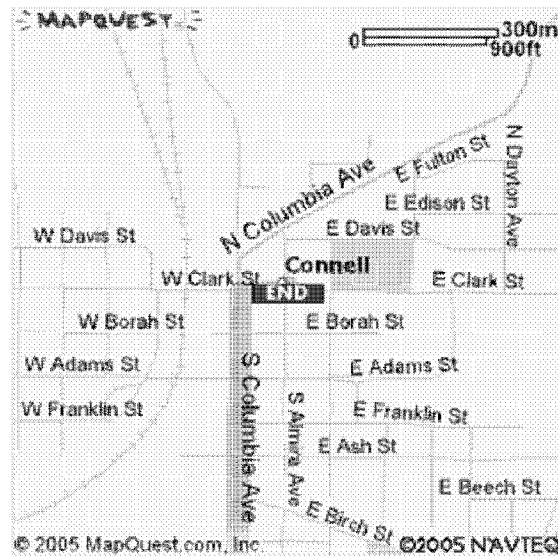 MAPQUEST
300m
0
900ft
N Dayton Ave
E Fulton St
N Columbia Ave
E Edison St
E Davis St
W Davis St
Connell
W Clark St
E Clark St
END
W Borah St
E Borah St
W Adams St
E Adams St
W Franklin St
S Columbia Ave
S Almira Ave
E Franklin St
E Ash St
E Beech St
E Birch St
© 2005 MapQuest.com, Inc.
©2005 NAVTEQ